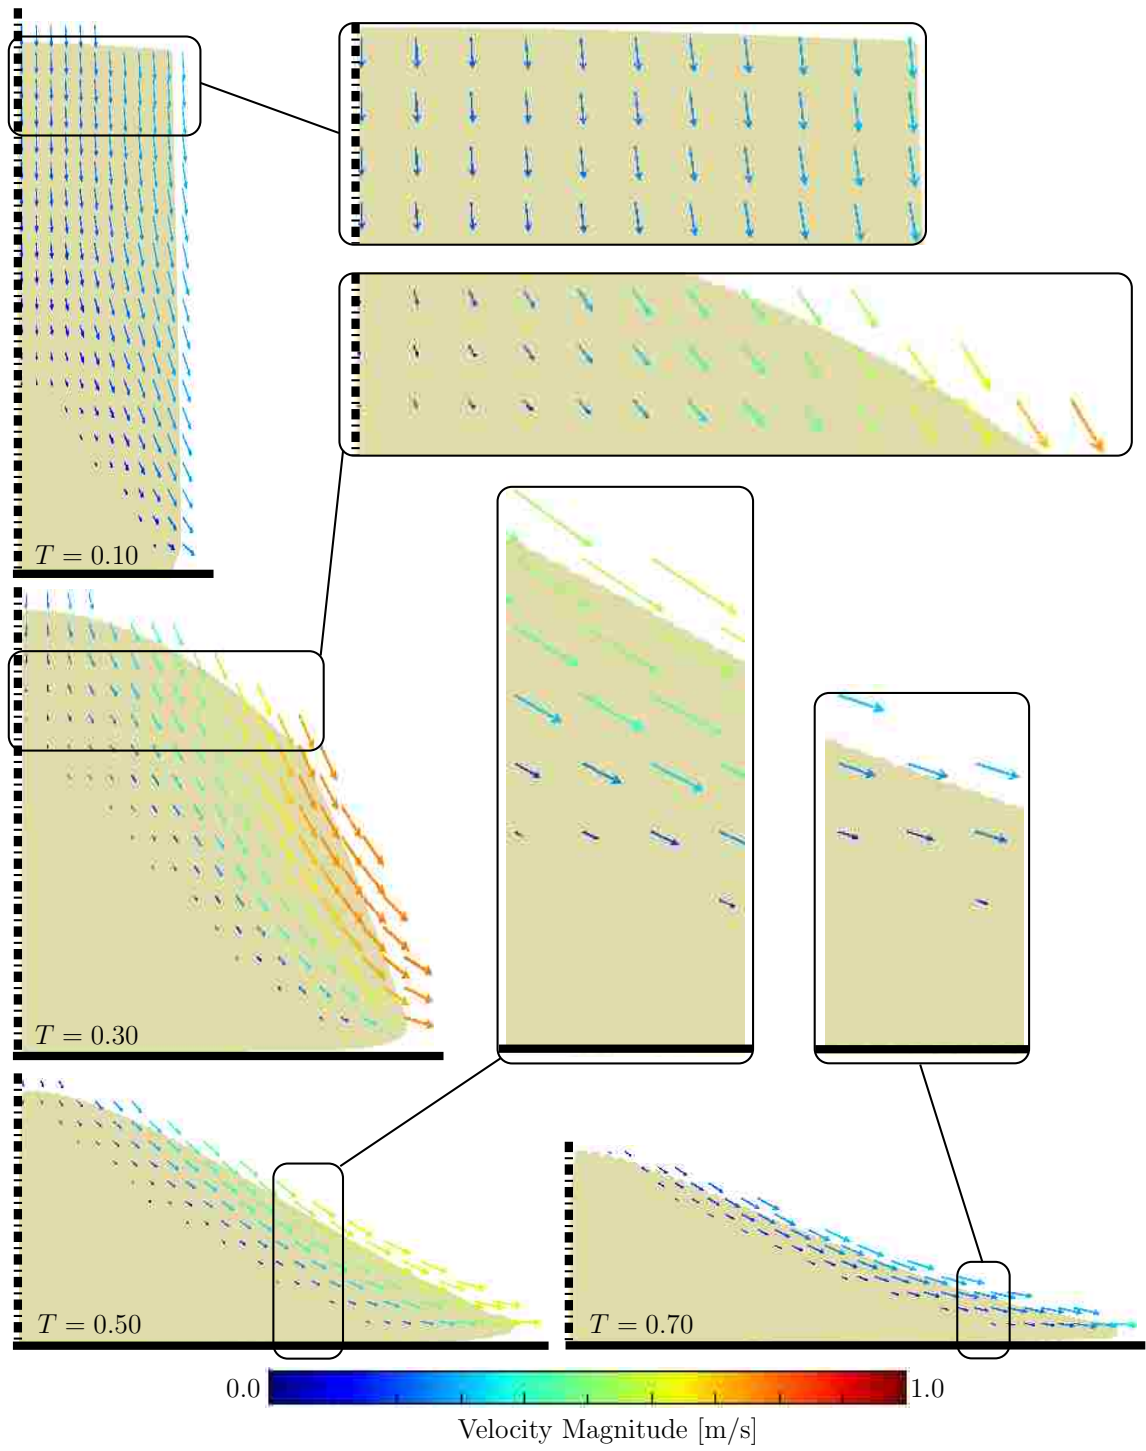 T = 0.10
T = 0.30
T = 0.50
T = 0.70
0.0 1.0
Velocity Magnitude [m/s]